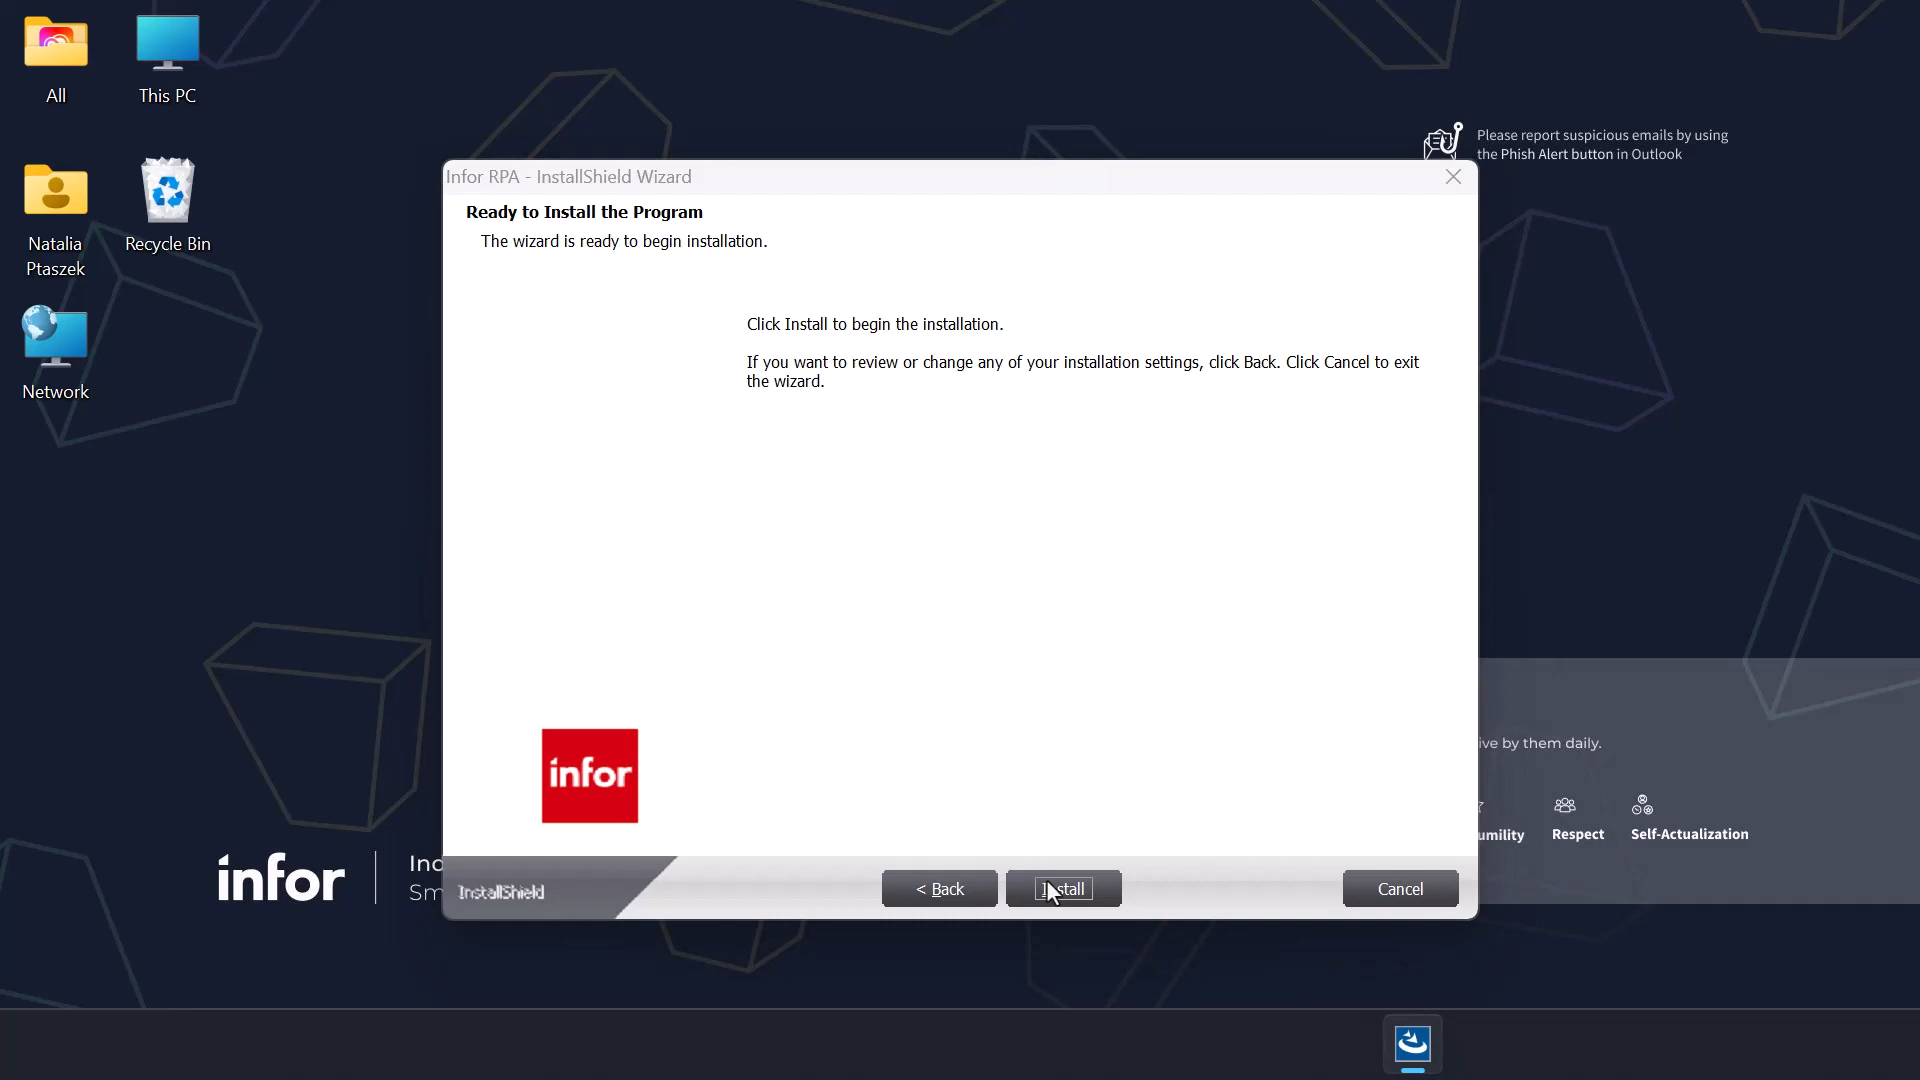 All
This PC
Natalia
Ptaszek
Recycle Bin
Network
Please report suspicious emails by using
the Phish Alert button in Outlook
Infor RPA - InstallShield Wizard
Ready to Install the Program
The wizard is ready to begin installation.
Click Install to begin the installation.
If you want to review or change any of your installation settings, click Back. Click Cancel to exit
the wizard.
infor
InstallShield
< Back
Install
Cancel
infor
ive by them daily.
umility
Respect
Self-Actualization